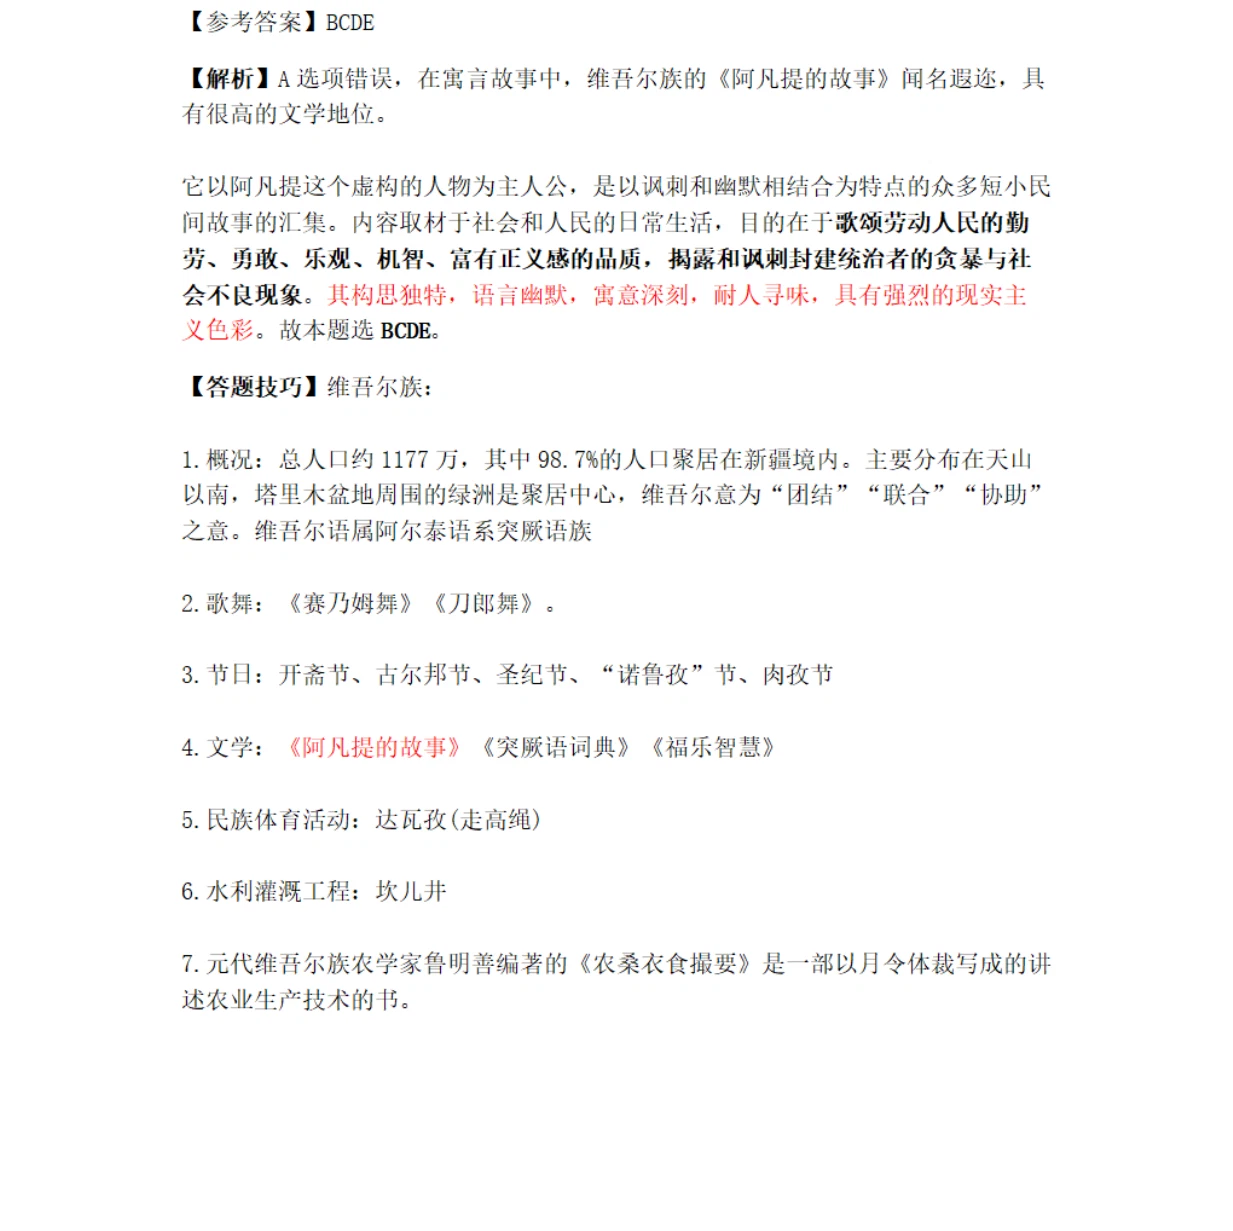 【参考答案】BCDE
【解析】A 选项错误，在寓言故事中，维吾尔族的《阿凡提的故事》闻名遐迩，具
有很高的文学地位。
它以阿凡提这个虚构的人物为主人公，是以讽刺和幽默相结合为特点的众多短小民
间故事的汇集。内容取材于社会和人民的日常生活，目的在于歌颂劳动人民的勤
劳、勇敢、乐观、机智、富有正义感的品质，揭露和讽刺封建统治者的贪暴与社
会不良现象。其构思独特，语言幽默，寓意深刻，耐人寻味，具有强烈的现实主
义色彩。故本题选 BCDE。
【答题技巧】维吾尔族：
1.概况：总人口约 1177 万，其中 98.7%的人口聚居在新疆境内。主要分布在天山
以南，塔里木盆地周围的绿洲是聚居中心，维吾尔意为“团结”“联合”“协助”
之意。维吾尔语属阿尔泰语系突厥语族
2.歌舞：《赛乃姆舞》《刀郎舞》。
3.节日：开斋节、古尔邦节、圣纪节、“诺鲁孜”节、肉孜节
4.文学：《阿凡提的故事》《突厥语词典》《福乐智慧》
5.民族体育活动：达瓦孜(走高绳)
6.水利灌溉工程：坎儿井
7.元代维吾尔族农学家鲁明善编著的《农桑衣食撮要》是一部以月令体裁写成的讲
述农业生产技术的书。